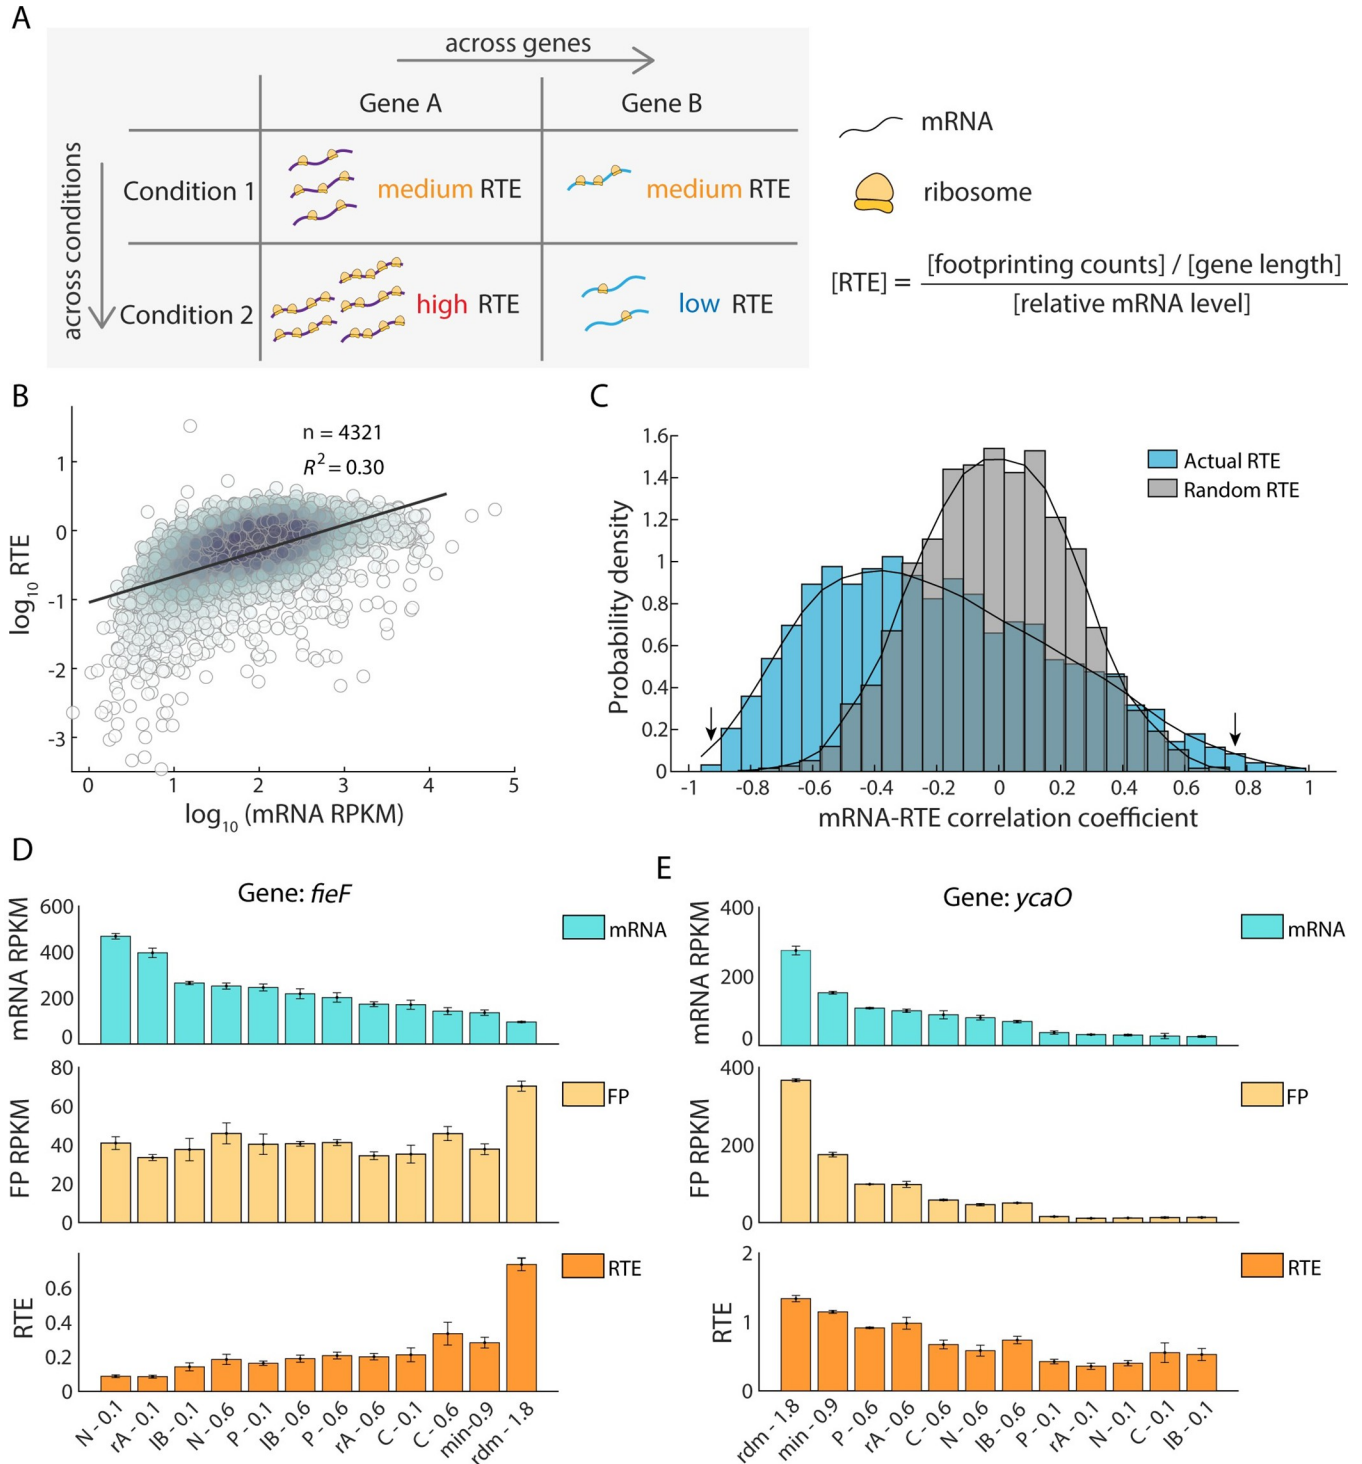 A
across genes
across conditions
Gene A
Gene B
Condition 1
medium RTE
medium RTE
Condition 2
high RTE
low RTE
mRNA
ribosome
[RTE] = [footprinting counts] / [gene length]
[relative mRNA level]
B
n = 4321
R² = 0.30
log₁₀ RTE
1
0
-1
-2
-3
0 1 2 3 4 5
log₁₀ (mRNA RPKM)
C
Actual RTE
Random RTE
Probability density
1.6
1.4
1.2
1
0.8
0.6
0.4
0.2
0
-1 -0.8 -0.6 -0.4 -0.2 0 0.2 0.4 0.6 0.8 1
mRNA-RTE correlation coefficient
D
Gene: fieF
mRNA RPKM
600
400
200
0
mRNA
FP RPKM
80
60
40
20
0
FP
RTE
0.6
0.4
0.2
0
RTE
N - 0.1
rA - 0.1
IB - 0.1
N - 0.6
P - 0.1
IB - 0.6
P - 0.6
rA - 0.6
C - 0.1
C - 0.6
min-0.9
rdm - 1.8
E
Gene: ycaO
mRNA RPKM
400
200
0
mRNA
FP RPKM
400
200
0
FP
RTE
2
1
0
RTE
rdm - 1.8
min-0.9
P - 0.6
rA - 0.6
C - 0.6
N - 0.6
IB - 0.6
P - 0.1
rA - 0.1
N - 0.1
C - 0.1
IB - 0.1